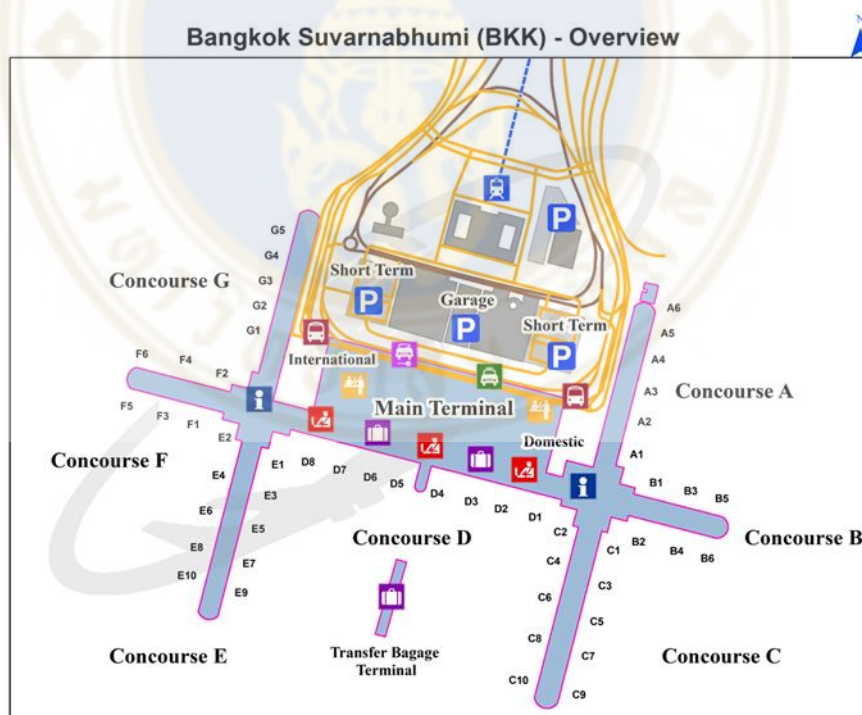 Bangkok Suvarnabhumi (BKK) - Overview
N
P
G5
G4
G3
G2
G1
Concourse G
Short Term
P
Garage
P
Short Term
P
A6
A5
A4
A3
A2
A1
Concourse A
International
Main Terminal
Domestic
F6
F4
F2
F5
F3
F1
Concourse F
E2
E4
E6
E8
E10
E1
E3
E5
E7
E9
Concourse E
D8
D7
D6
D5
D4
D3
D2
D1
Concourse D
B1
B3
B5
B2
B4
B6
Concourse B
C2
C4
C6
C8
C10
C1
C3
C5
C7
C9
Concourse C
Transfer Bagage
Terminal